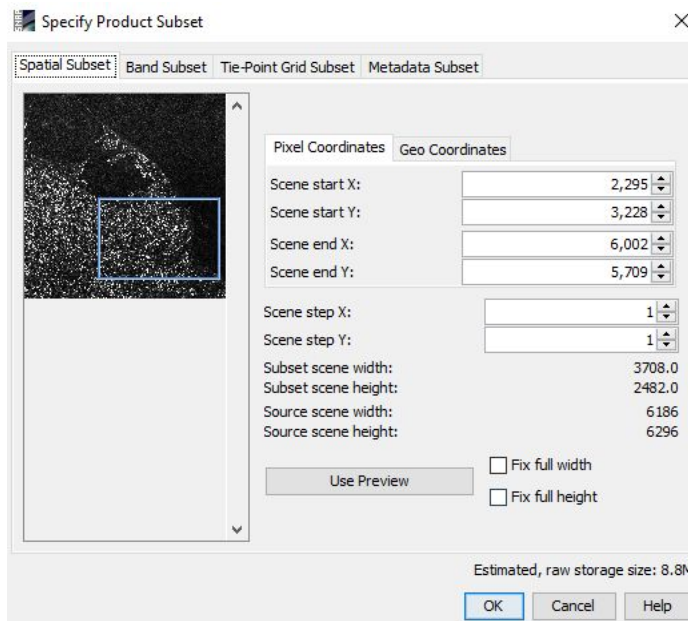 Specify Product Subset
Spatial Subset Band Subset Tie-Point Grid Subset Metadata Subset
Pixel Coordinates Geo Coordinates
Scene start X: 2,295
Scene start Y: 3,228
Scene end X: 6,002
Scene end Y: 5,709
Scene step X: 1
Scene step Y: 1
Subset scene width: 3708.0
Subset scene height: 2482.0
Source scene width: 6186
Source scene height: 6296
Use Preview
Fix full width
Fix full height
Estimated, raw storage size: 8.8M
OK Cancel Help